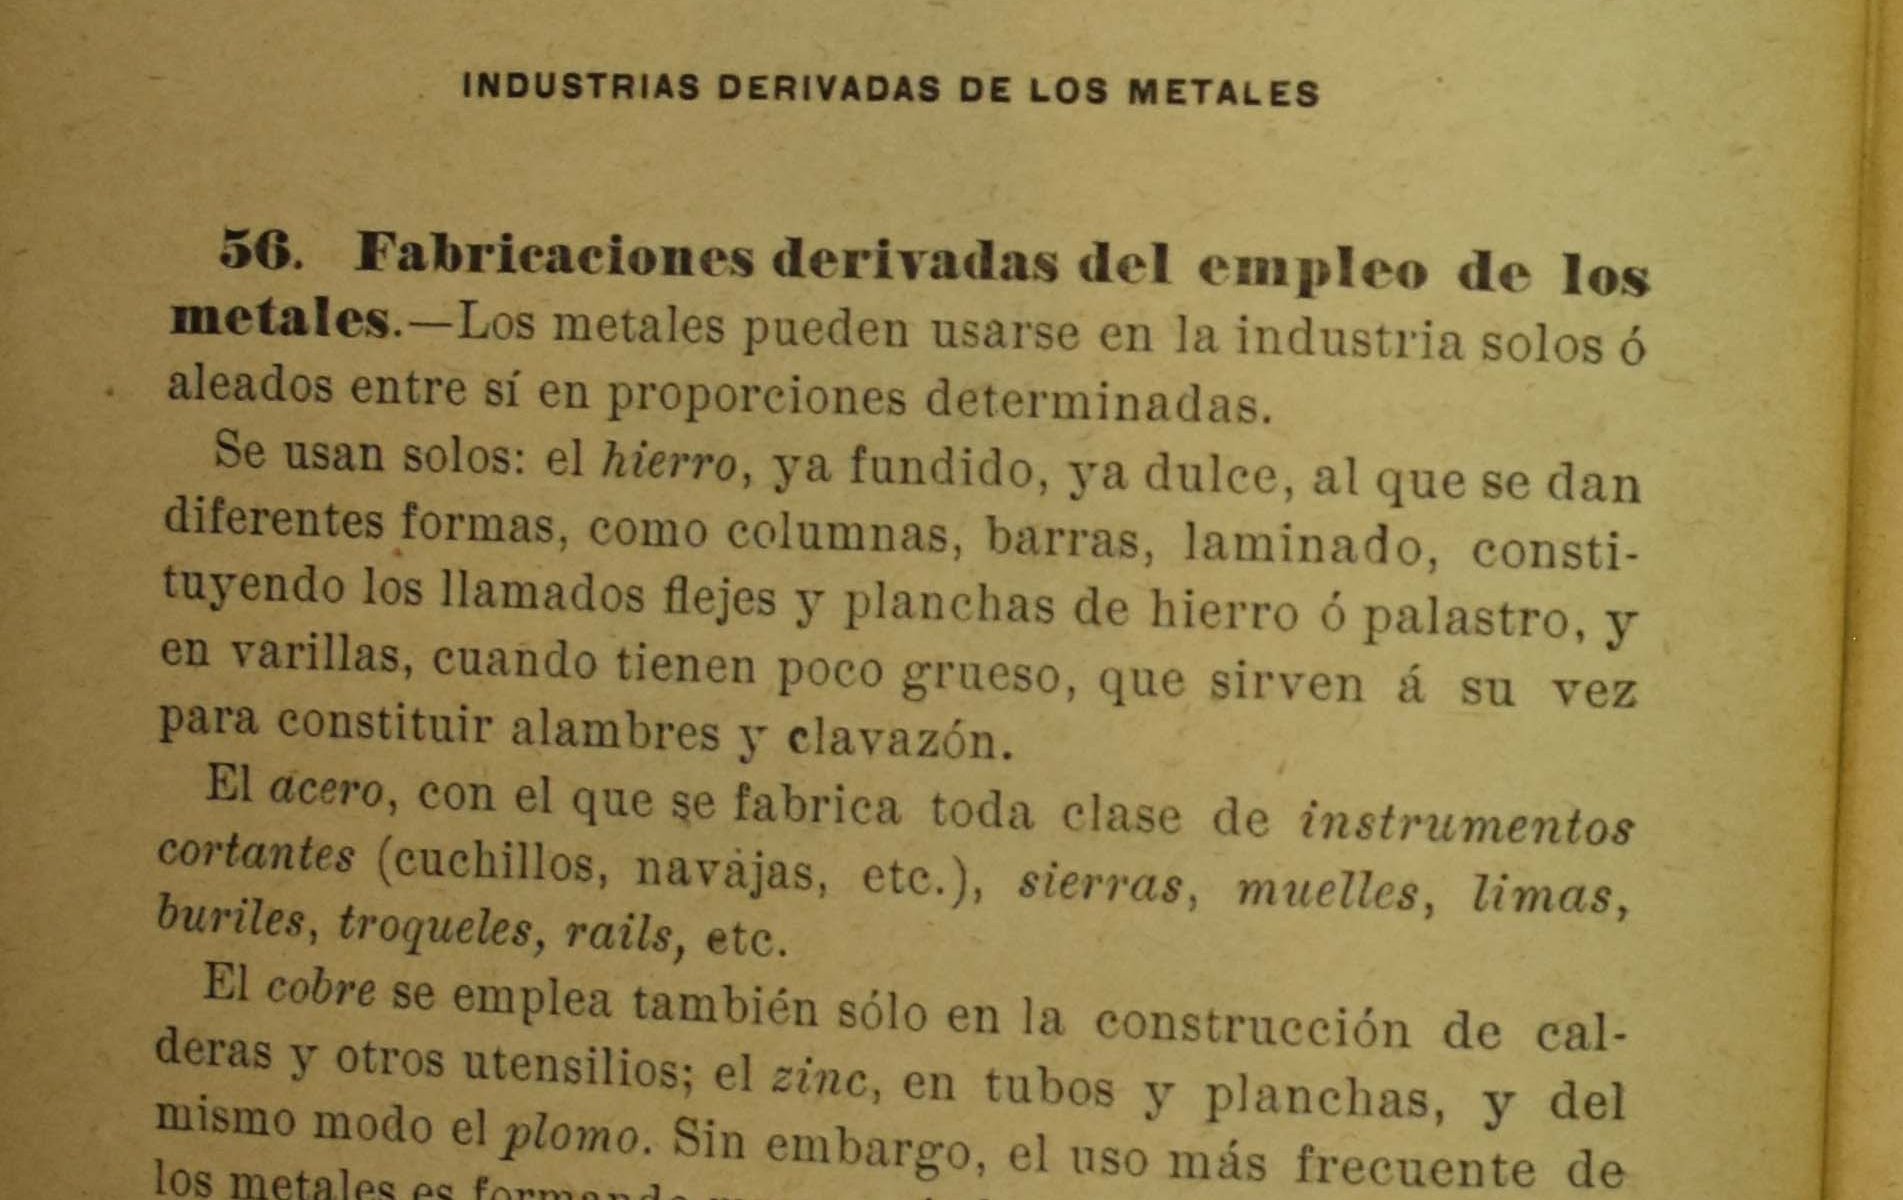 INDUSTRIAS DERIVADAS DE LOS METALES
56. Fabricaciones derivadas del empleo de los
metales.—Los metales pueden usarse en la industria solos ó
aleados entre sí en proporciones determinadas.
Se usan solos: el hierro, ya fundido, ya dulce, al que se dan
diferentes formas, como columnas, barras, laminado, consti-
tuyendo los llamados flejes y planchas de hierro ó palastro, y
en varillas, cuando tienen poco grueso, que sirven á su vez
para constituir alambres y clavazón.
El acero, con el que se fabrica toda clase de instrumentos
cortantes (cuchillos, navajas, etc.), sierras, muelles, limas,
buriles, troqueles, rails, etc.
El cobre se emplea también sólo en la construcción de cal-
deras y otros utensilios; el zinc, en tubos y planchas, y del
mismo modo el plomo. Sin embargo, el uso más frecuente de
los metales es formando